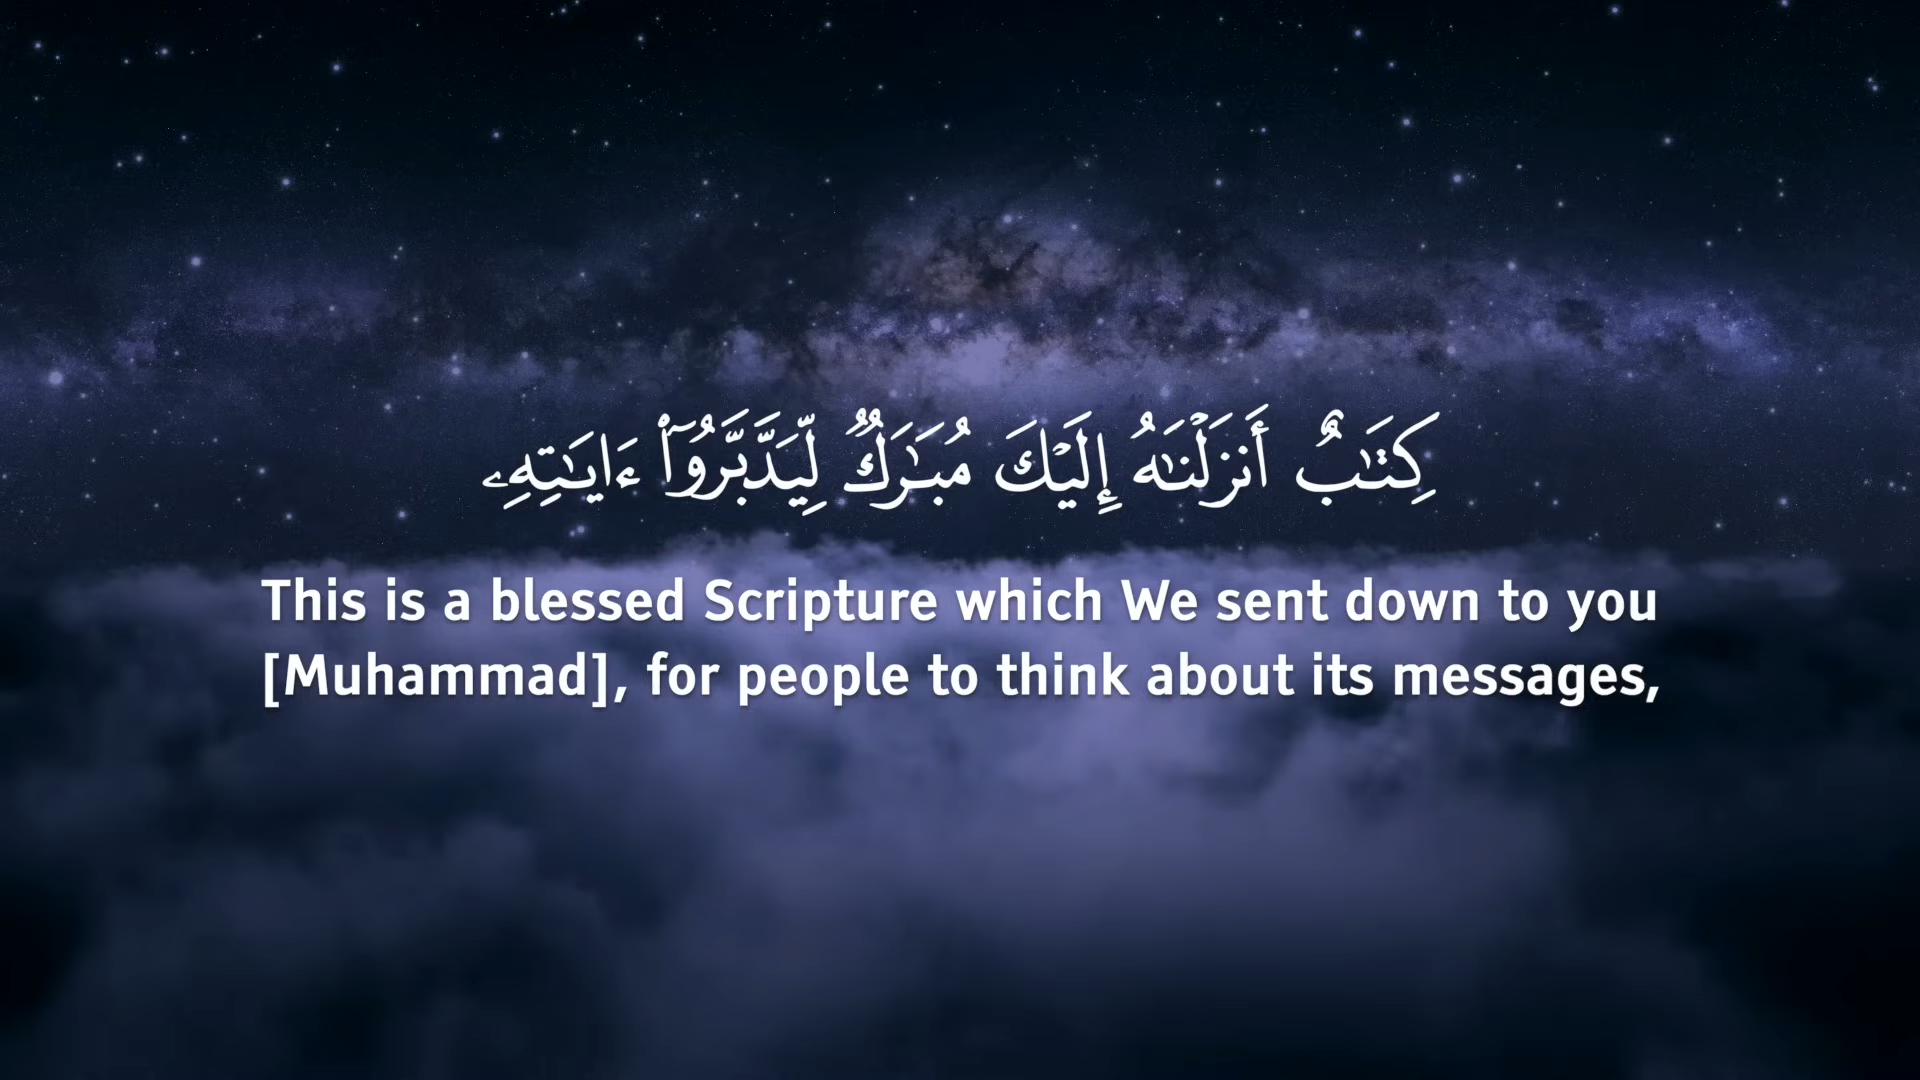 كِتَـٰبٌ أَنزَلْنَـٰهُ إِلَيْكَ مُبَـٰرَكٌ لِّيَدَّبَّرُوٓا۟ ءَايَـٰتِهِۦ
This is a blessed Scripture which We sent down to you
[Muhammad], for people to think about its messages,